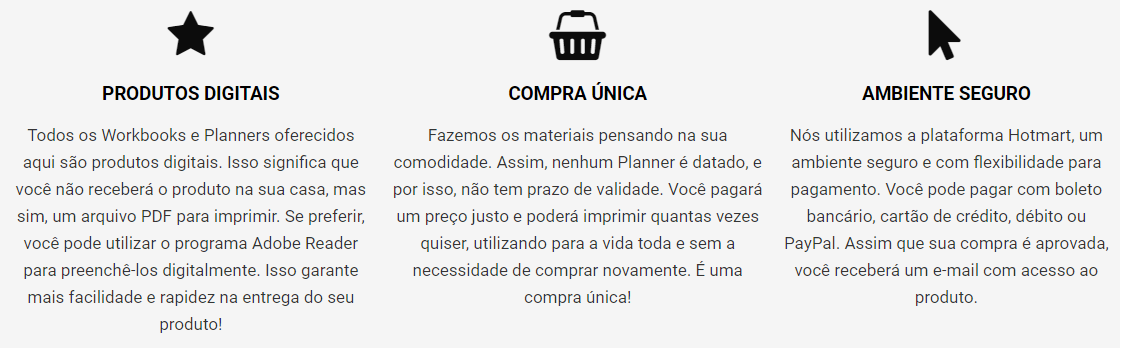 PRODUTOS DIGITAIS
Todos os Workbooks e Planners oferecidos
aqui são produtos digitais. Isso significa que
você não receberá o produto na sua casa, mas
sim, um arquivo PDF para imprimir. Se preferir,
você pode utilizar o programa Adobe Reader
para preenchê-los digitalmente. Isso garante
mais facilidade e rapidez na entrega do seu
produto!
COMPRA ÚNICA
Fazemos os materiais pensando na sua
comodidade. Assim, nenhum Planner é datado, e
por isso, não tem prazo de validade. Você pagará
um preço justo e poderá imprimir quantas vezes
quiser, utilizando para a vida toda e sem a
necessidade de comprar novamente. É uma
compra única!
AMBIENTE SEGURO
Nós utilizamos a plataforma Hotmart, um
ambiente seguro e com flexibilidade para
pagamento. Você pode pagar com boleto
bancário, cartão de crédito, débito ou
PayPal. Assim que sua compra é aprovada,
você receberá um e-mail com acesso ao
produto.